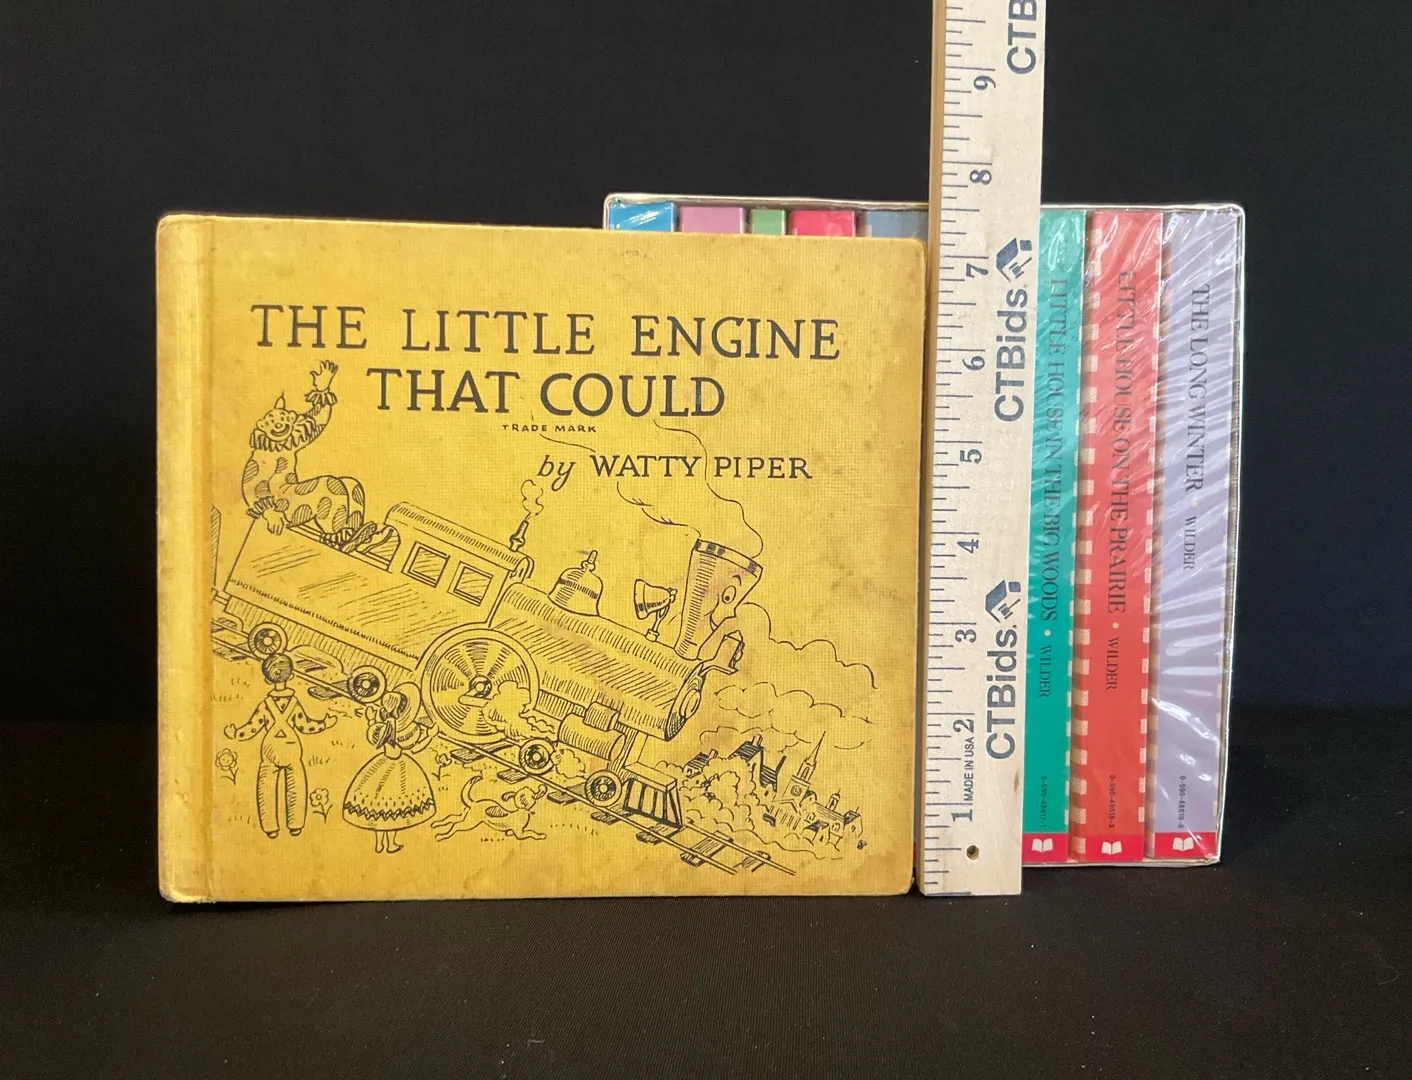 THE LITTLE ENGINE
THAT COULD
TRADE MARK
by WATTY PIPER
CTB
9
8
7
6
5
4
3
2
1
CTBids.
CTBids.
MADE IN USA
LITTLE HOUSE IN THE BIG WOODS • WILDER
LITTLE HOUSE ON THE PRAIRIE • WILDER
THE LONG WINTER • WILDER